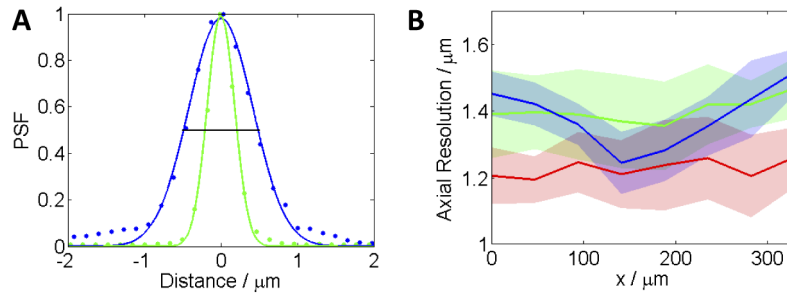 A
1
0.8
0.6
0.4
0.2
0
PSF
-2 -1 0 1 2
Distance / μm
B
1.6
1.4
1.2
1
Axial Resolution / μm
0 100 200 300
x / μm